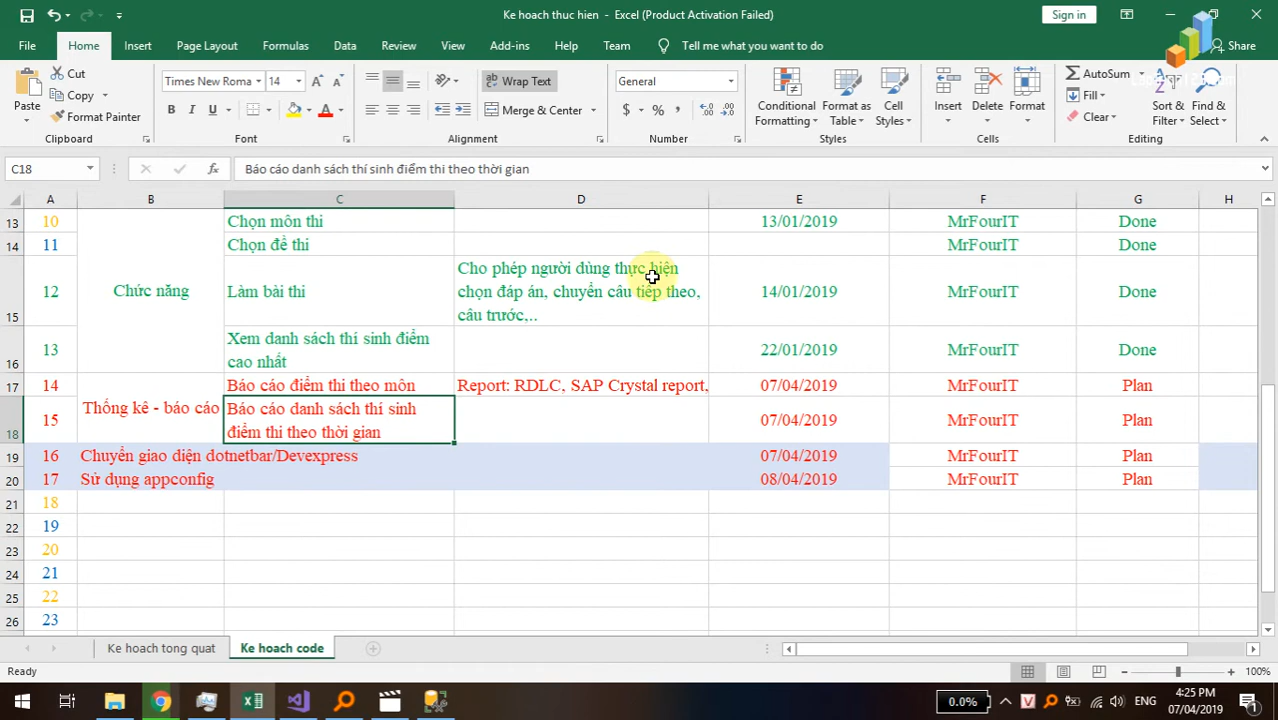 Ke hoach thuc hien - Excel (Product Activation Failed)
Sign in
File Home Insert Page Layout Formulas Data Review View Add-ins Help Team Tell me what you want to do Share
Paste
Cut
Copy
Format Painter
Clipboard
Times New Roma 14
B I U
Font
Wrap Text
Merge & Center
Alignment
General
$ % ,
Number
Conditional Formatting
Format as Table
Cell Styles
Styles
Insert
Delete
Format
Cells
AutoSum
Fill
Clear
Sort & Filter
Find & Select
C18 fx Báo cáo danh sách thí sinh điểm thi theo thời gian
A B C D E F G H
13 10 Chọn môn thi 13/01/2019 MrFourIT Done
14 11 Chọn đề thi MrFourIT Done
Chức năng
15 12 Làm bài thi
Cho phép người dùng thực hiện
chọn đáp án, chuyển câu tiếp theo,
câu trước,..
14/01/2019 MrFourIT Done
16 13
Xem danh sách thí sinh điểm
cao nhất
22/01/2019 MrFourIT Done
17 14 Báo cáo điểm thi theo môn Report: RDLC, SAP Crystal report, 07/04/2019 MrFourIT Plan
Thống kê - báo cáo
18 15
Báo cáo danh sách thí sinh
điểm thi theo thời gian
07/04/2019 MrFourIT Plan
19 16 Chuyển giao diện dotnetbar/Devexpress 07/04/2019 MrFourIT Plan
20 17 Sử dụng appconfig 08/04/2019 MrFourIT Plan
21 18
22 19
23 20
24 21
25 22
26 23
Ke hoach tong quat Ke hoach code
Ready 100%
0.0% ENG 4:25 PM
07/04/2019
1